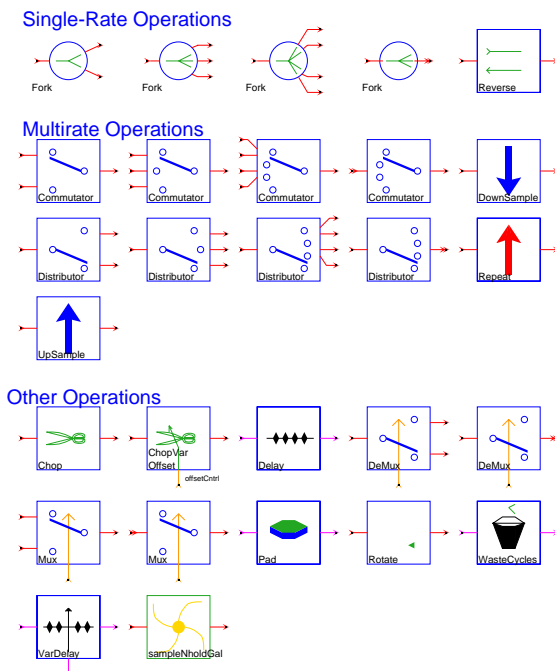 Single-Rate Operations
Fork Fork Fork Fork Reverse
Multirate Operations
Commutator Commutator Commutator Commutator DownSample
Distributor Distributor Distributor Distributor Repeat
UpSample
Other Operations
Chop ChopVar Offset Delay DeMux DeMux
offsetCntrl
Mux Mux Pad Rotate WasteCycles
VarDelay sampleNholdGal